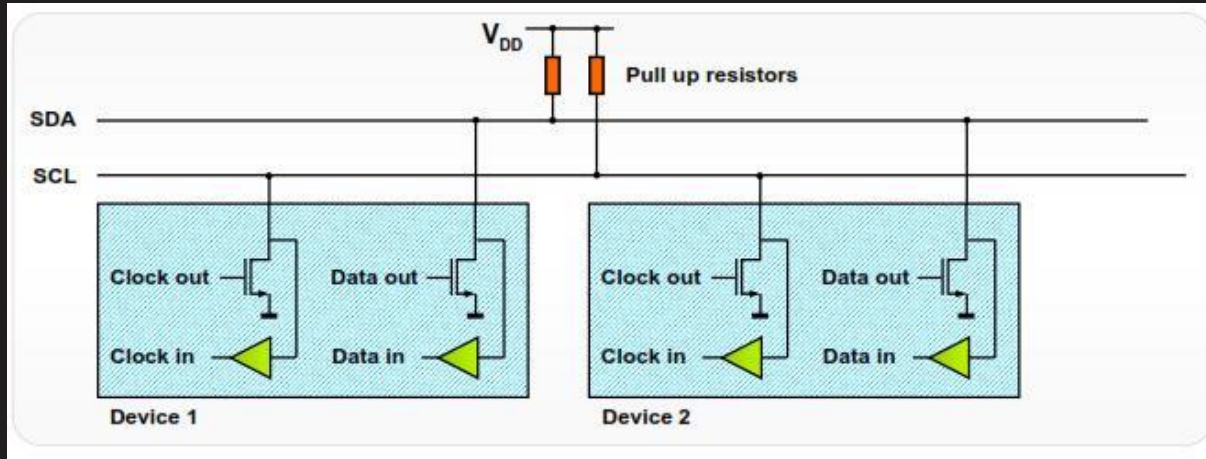 VDD
Pull up resistors
SDA
SCL
Clock out
Data out
Clock out
Data out
Clock in
Data in
Clock in
Data in
Device 1
Device 2